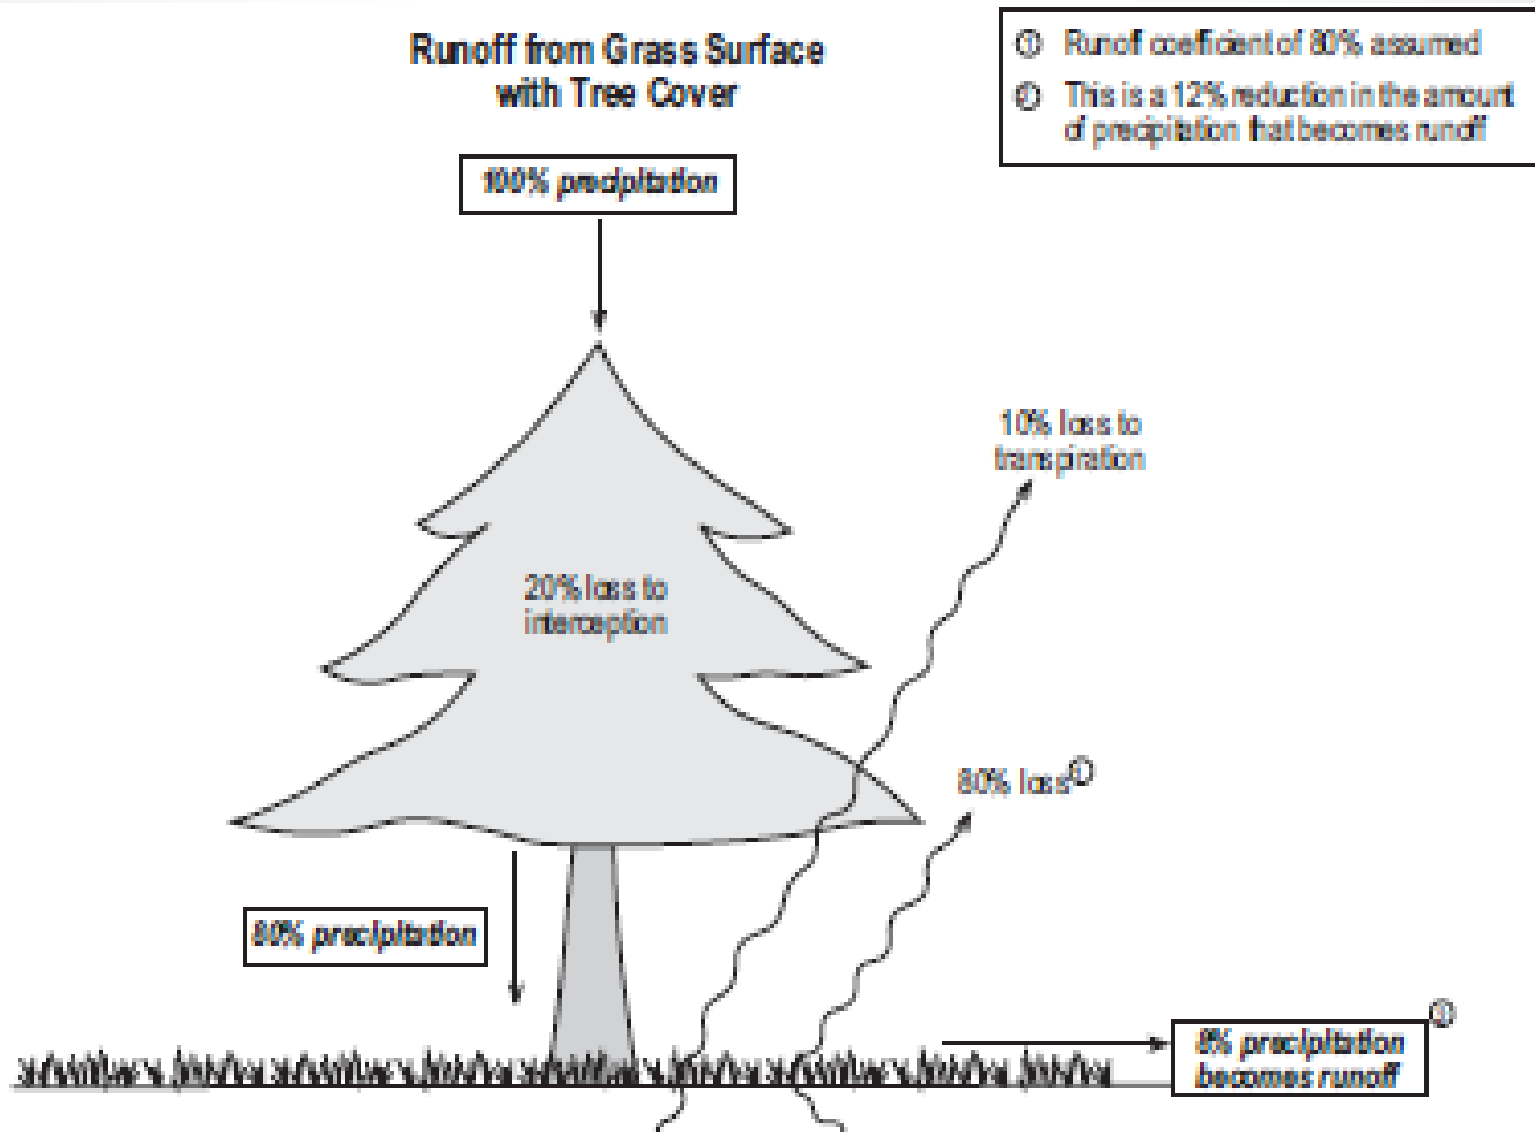 Runoff from Grass Surface
with Tree Cover
① Runoff coefficient of 80% assumed
② This is a 12% reduction in the amount
of precipitation that becomes runoff
100% precipitation
10% loss to
transpiration
20% loss to
interception
80% loss①
80% precipitation
8% precipitation
becomes runoff
②